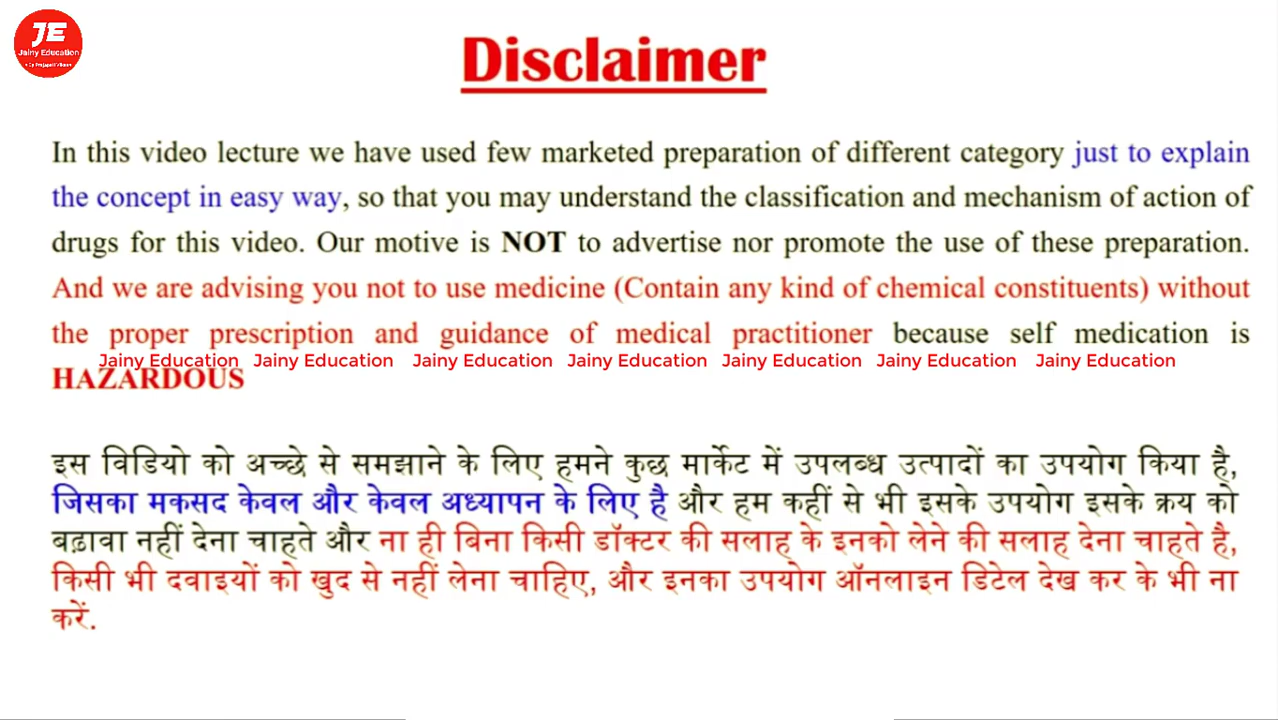 JE
Jainy Education
Disclaimer
In this video lecture we have used few marketed preparation of different category just to explain
the concept in easy way, so that you may understand the classification and mechanism of action of
drugs for this video. Our motive is NOT to advertise nor promote the use of these preparation.
And we are advising you not to use medicine (Contain any kind of chemical constituents) without
the proper prescription and guidance of medical practitioner because self medication is
Jainy Education Jainy Education Jainy Education Jainy Education Jainy Education Jainy Education Jainy Education
HAZARDOUS
इस विडियो को अच्छे से समझाने के लिए हमने कुछ मार्केट में उपलब्ध उत्पादों का उपयोग किया है,
जिसका मकसद केवल और केवल अध्यापन के लिए है और हम कहीं से भी इसके उपयोग इसके क्रय को
बढ़ावा नहीं देना चाहते और ना ही बिना किसी डॉक्टर की सलाह के इनको लेने की सलाह देना चाहते है,
किसी भी दवाइयों को खुद से नहीं लेना चाहिए, और इनका उपयोग ऑनलाइन डिटेल देख कर के भी ना
करें.